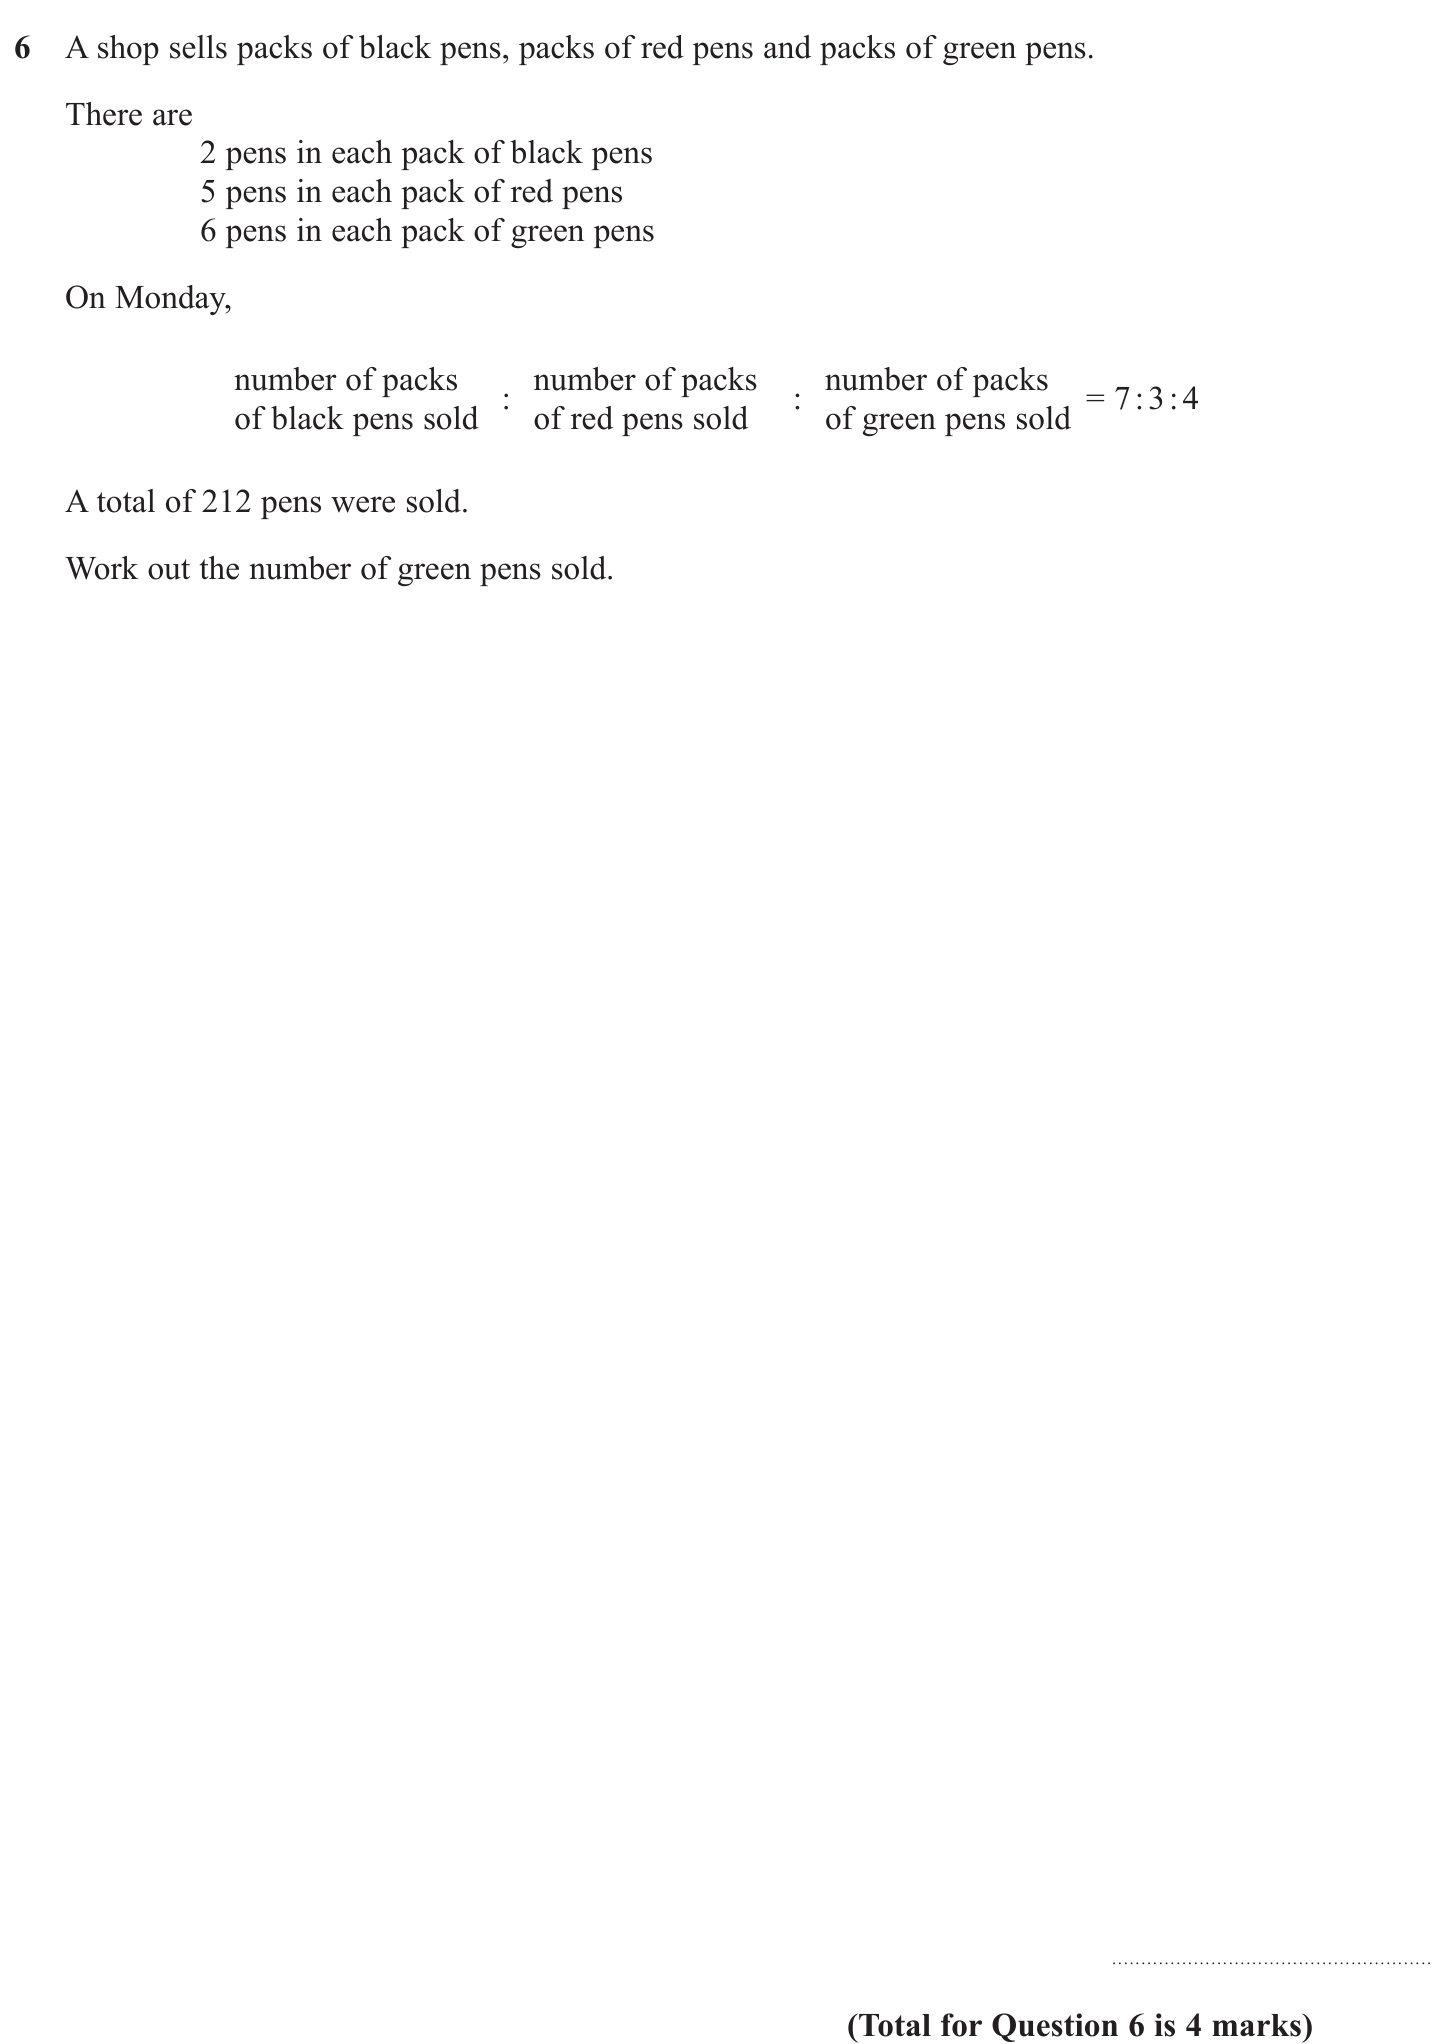 6 A shop sells packs of black pens, packs of red pens and packs of green pens.
There are
2 pens in each pack of black pens
5 pens in each pack of red pens
6 pens in each pack of green pens
On Monday,
number of packs of black pens sold : number of packs of red pens sold : number of packs of green pens sold = 7 : 3 : 4
A total of 212 pens were sold.
Work out the number of green pens sold.
(Total for Question 6 is 4 marks)